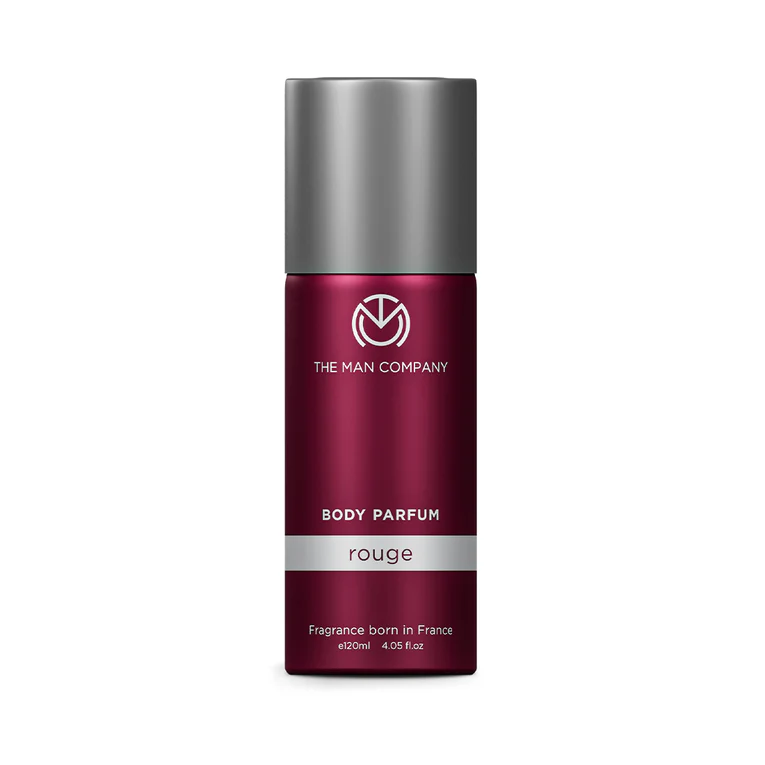 THE MAN COMPANY
BODY PARFUM
rouge
Fragrance born in France
e120ml 4.05 fl.oz